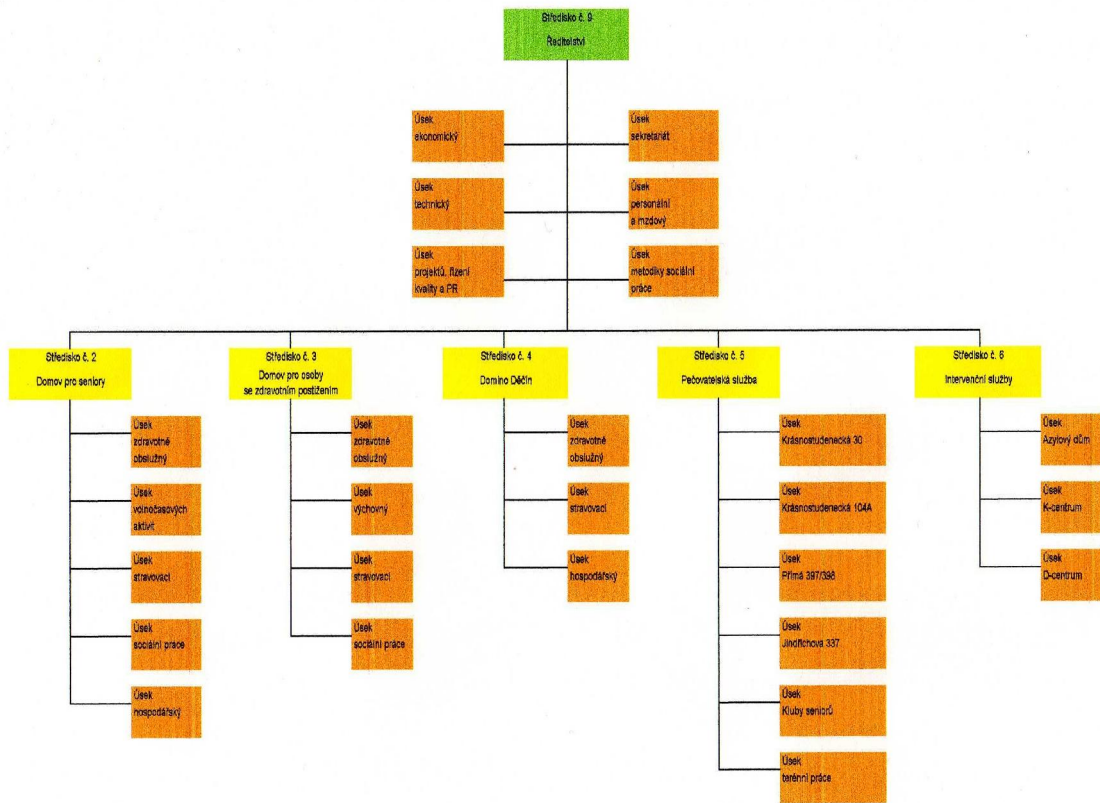 Středisko č. 9
Ředitelství
Úsek
ekonomický
Úsek
sekretariát
Úsek
technický
Úsek
personální
a mzdový
Úsek
projektů, řízení
kvality a PR
Úsek
metodiky sociální
práce
Středisko č. 2
Domov pro seniory
Středisko č. 3
Domov pro osoby
se zdravotním postižením
Středisko č. 4
Domino Děčín
Středisko č. 5
Pečovatelská služba
Středisko č. 6
Intervenční služby
Úsek
zdravotně
obslužný
Úsek
volnočasových
aktivit
Úsek
stravovací
Úsek
sociální práce
Úsek
hospodářský
Úsek
zdravotně
obslužný
Úsek
výchovný
Úsek
stravovací
Úsek
sociální práce
Úsek
zdravotně
obslužný
Úsek
stravovací
Úsek
hospodářský
Úsek
Krásnostudenecká 30
Úsek
Krásnostudenecká 104A
Úsek
Přímá 397/398
Úsek
Jindřichova 337
Úsek
Kluby seniorů
Úsek
terénní práce
Úsek
Azylový dům
Úsek
K-centrum
Úsek
D-centrum